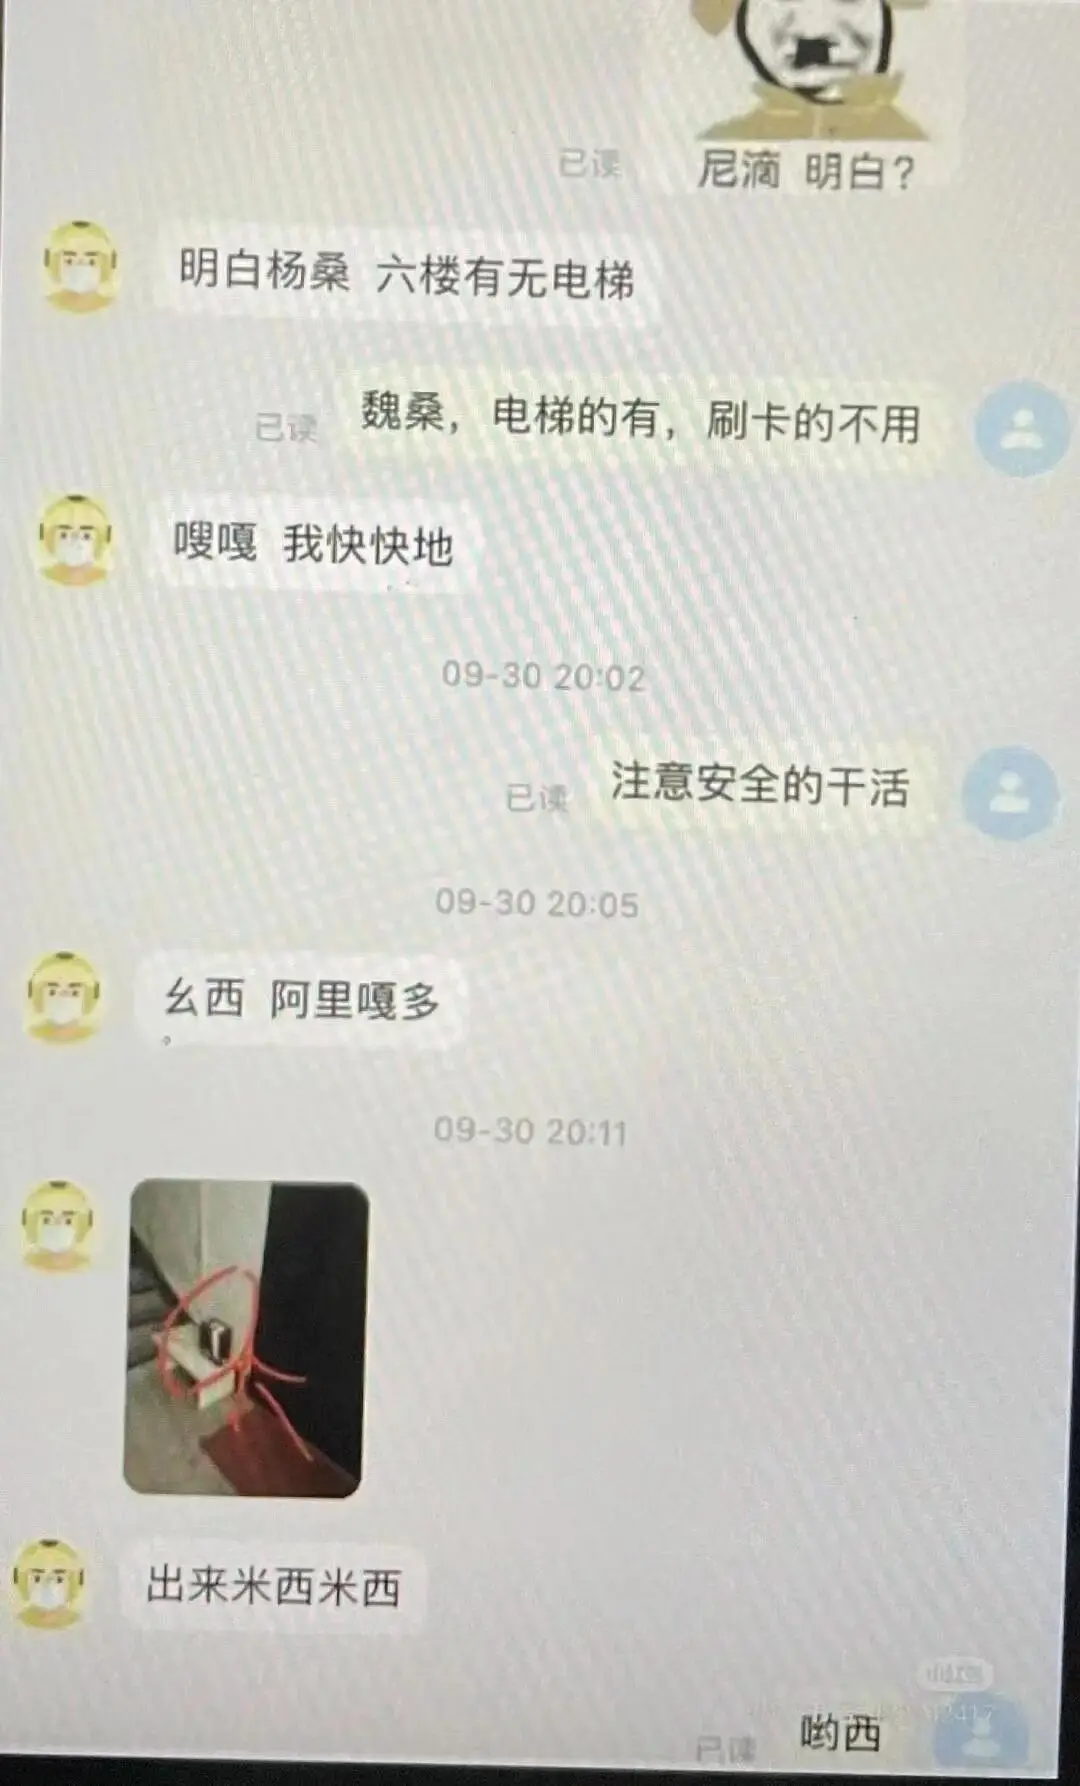 尼滴 明白?
已读
明白杨桑 六楼有无电梯
魏桑，电梯的有，刷卡的不用
已读
嗖嘎 我快快地
09-30 20:02
注意安全的干活
已读
09-30 20:05
幺西 阿里嘎多
09-30 20:11
出来米西米西
哟西
已读